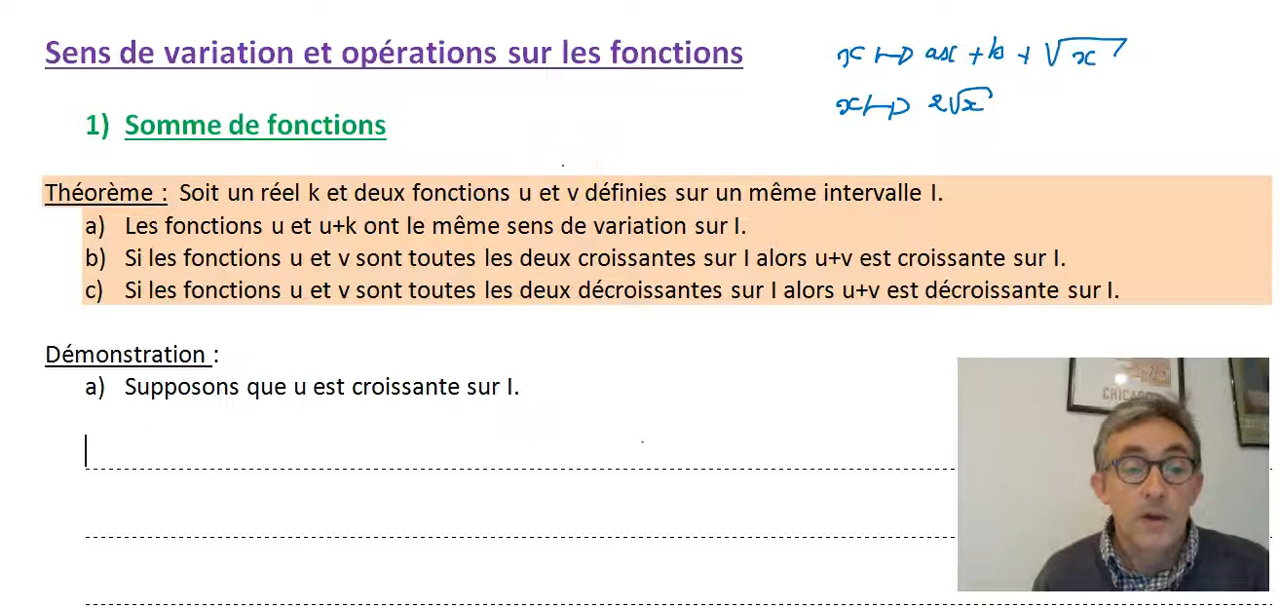 Sens de variation et opérations sur les fonctions
x ↦ ax + b + √x
x ↦ 2√x
1) Somme de fonctions
Théorème : Soit un réel k et deux fonctions u et v définies sur un même intervalle I.
a) Les fonctions u et u+k ont le même sens de variation sur I.
b) Si les fonctions u et v sont toutes les deux croissantes sur I alors u+v est croissante sur I.
c) Si les fonctions u et v sont toutes les deux décroissantes sur I alors u+v est décroissante sur I.
Démonstration :
a) Supposons que u est croissante sur I.
CHICAGO